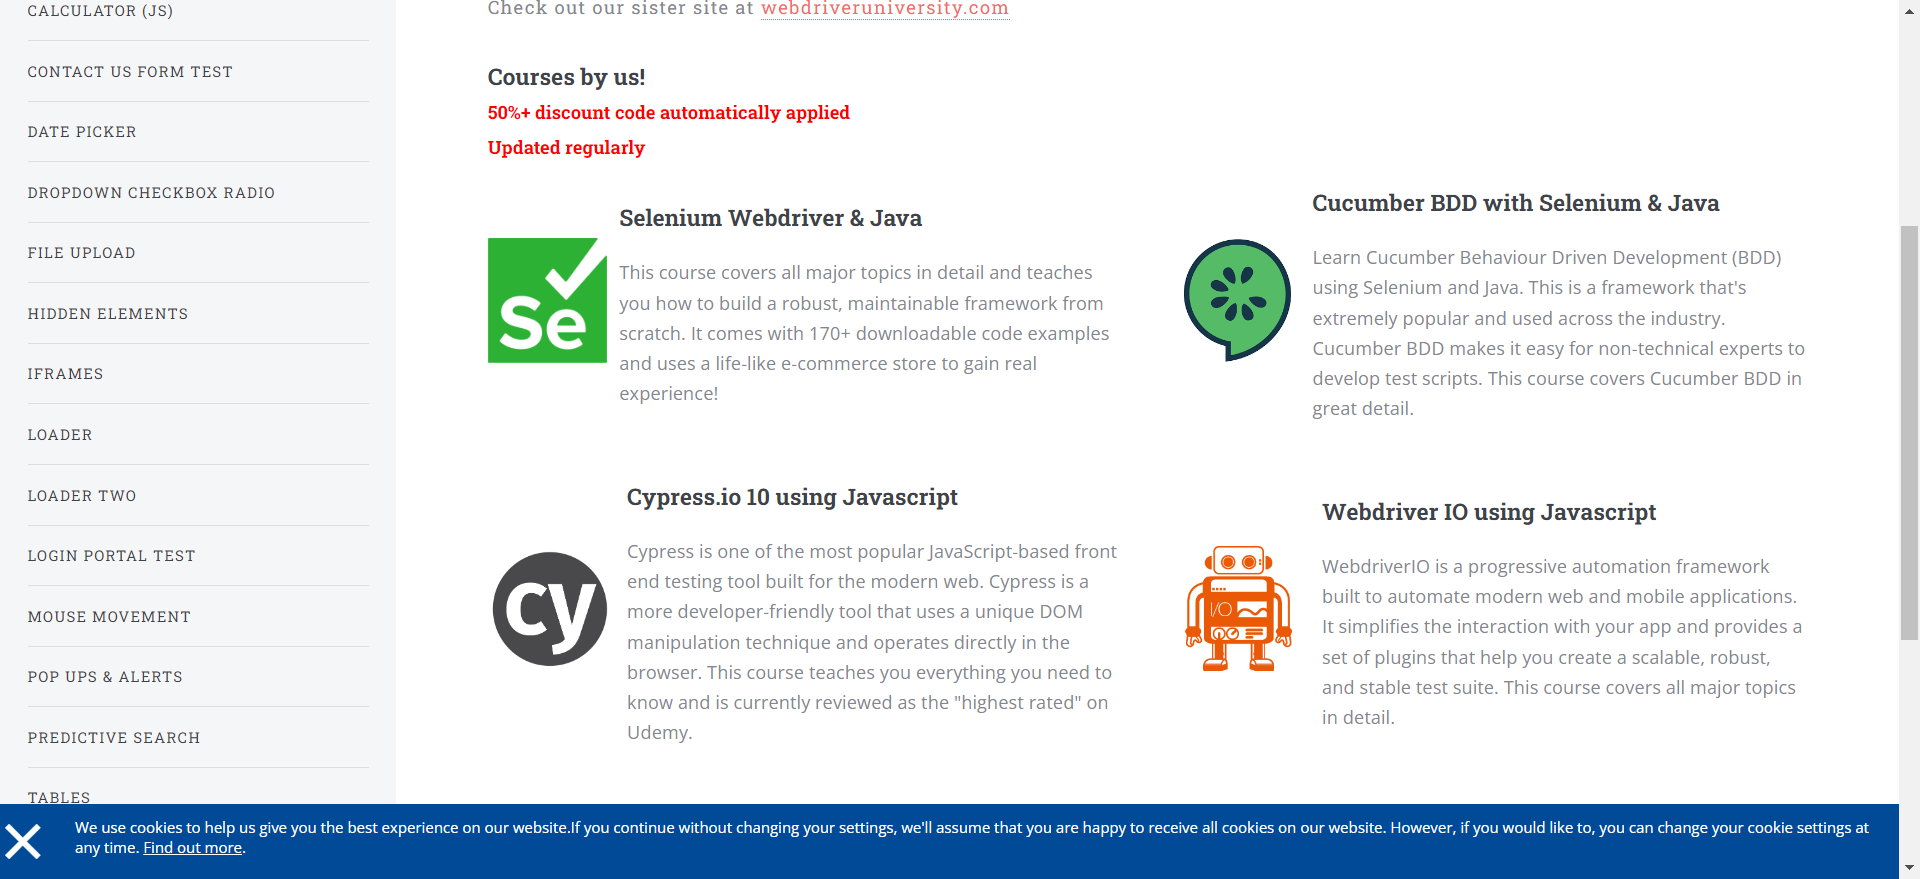 CALCULATOR (JS)
CONTACT US FORM TEST
DATE PICKER
DROPDOWN CHECKBOX RADIO
FILE UPLOAD
HIDDEN ELEMENTS
IFRAMES
LOADER
LOADER TWO
LOGIN PORTAL TEST
MOUSE MOVEMENT
POP UPS & ALERTS
PREDICTIVE SEARCH
TABLES
Check out our sister site at webdriveruniversity.com
Courses by us!
50%+ discount code automatically applied
Updated regularly
Se
Selenium Webdriver & Java
This course covers all major topics in detail and teaches
you how to build a robust, maintainable framework from
scratch. It comes with 170+ downloadable code examples
and uses a life-like e-commerce store to gain real
experience!
Cucumber BDD with Selenium & Java
Learn Cucumber Behaviour Driven Development (BDD)
using Selenium and Java. This is a framework that's
extremely popular and used across the industry.
Cucumber BDD makes it easy for non-technical experts to
develop test scripts. This course covers Cucumber BDD in
great detail.
cy
Cypress.io 10 using Javascript
Cypress is one of the most popular JavaScript-based front
end testing tool built for the modern web. Cypress is a
more developer-friendly tool that uses a unique DOM
manipulation technique and operates directly in the
browser. This course teaches you everything you need to
know and is currently reviewed as the "highest rated" on
Udemy.
I/O
Webdriver IO using Javascript
WebdriverIO is a progressive automation framework
built to automate modern web and mobile applications.
It simplifies the interaction with your app and provides a
set of plugins that help you create a scalable, robust,
and stable test suite. This course covers all major topics
in detail.
We use cookies to help us give you the best experience on our website.If you continue without changing your settings, we'll assume that you are happy to receive all cookies on our website. However, if you would like to, you can change your cookie settings at
any time. Find out more.